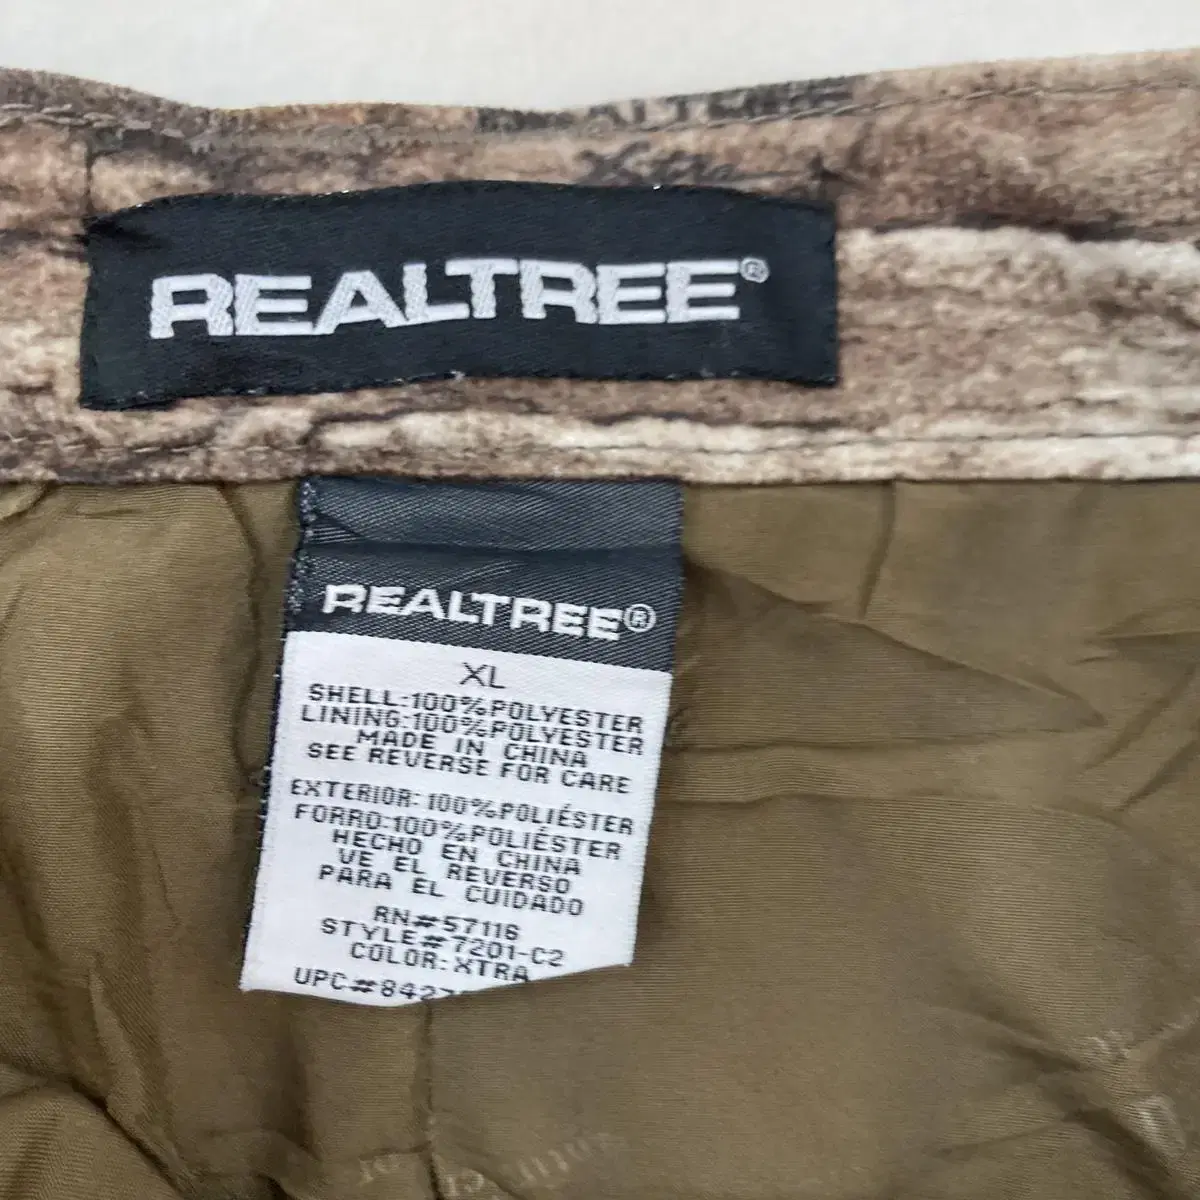 REALTREE®
REALTREE®
XL
SHELL:100%POLYESTER
LINING:100%POLYESTER
MADE IN CHINA
SEE REVERSE FOR CARE
EXTERIOR:100%POLIÉSTER
FORRO:100%POLIÉSTER
HECHO EN CHINA
VE EL REVERSO
PARA EL CUIDADO
RN#57116
STYLE#7201-C2
COLOR:XTRA
UPC#8427